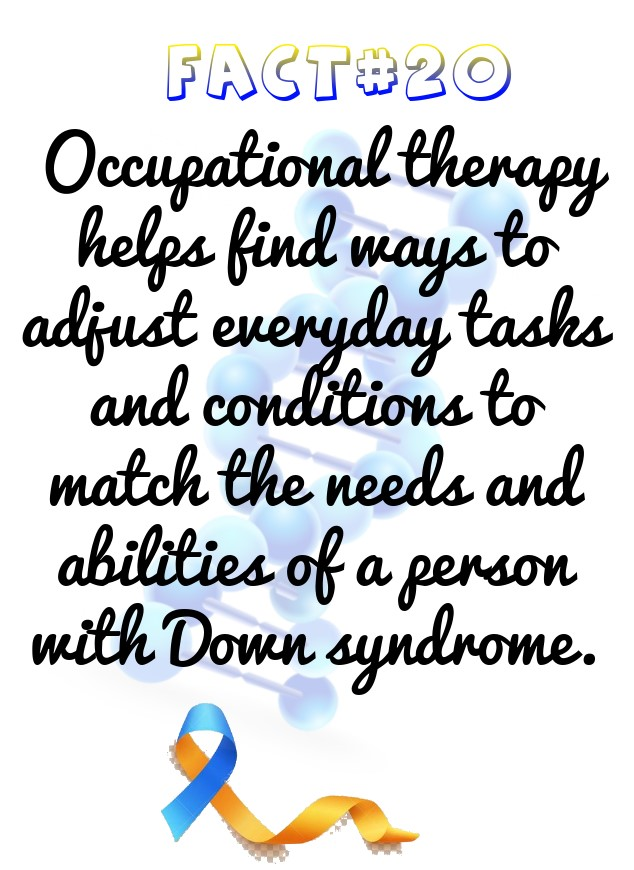 FACT#20
Occupational therapy
helps find ways to
adjust everyday tasks
and conditions to
match the needs and
abilities of a person
with Down syndrome.